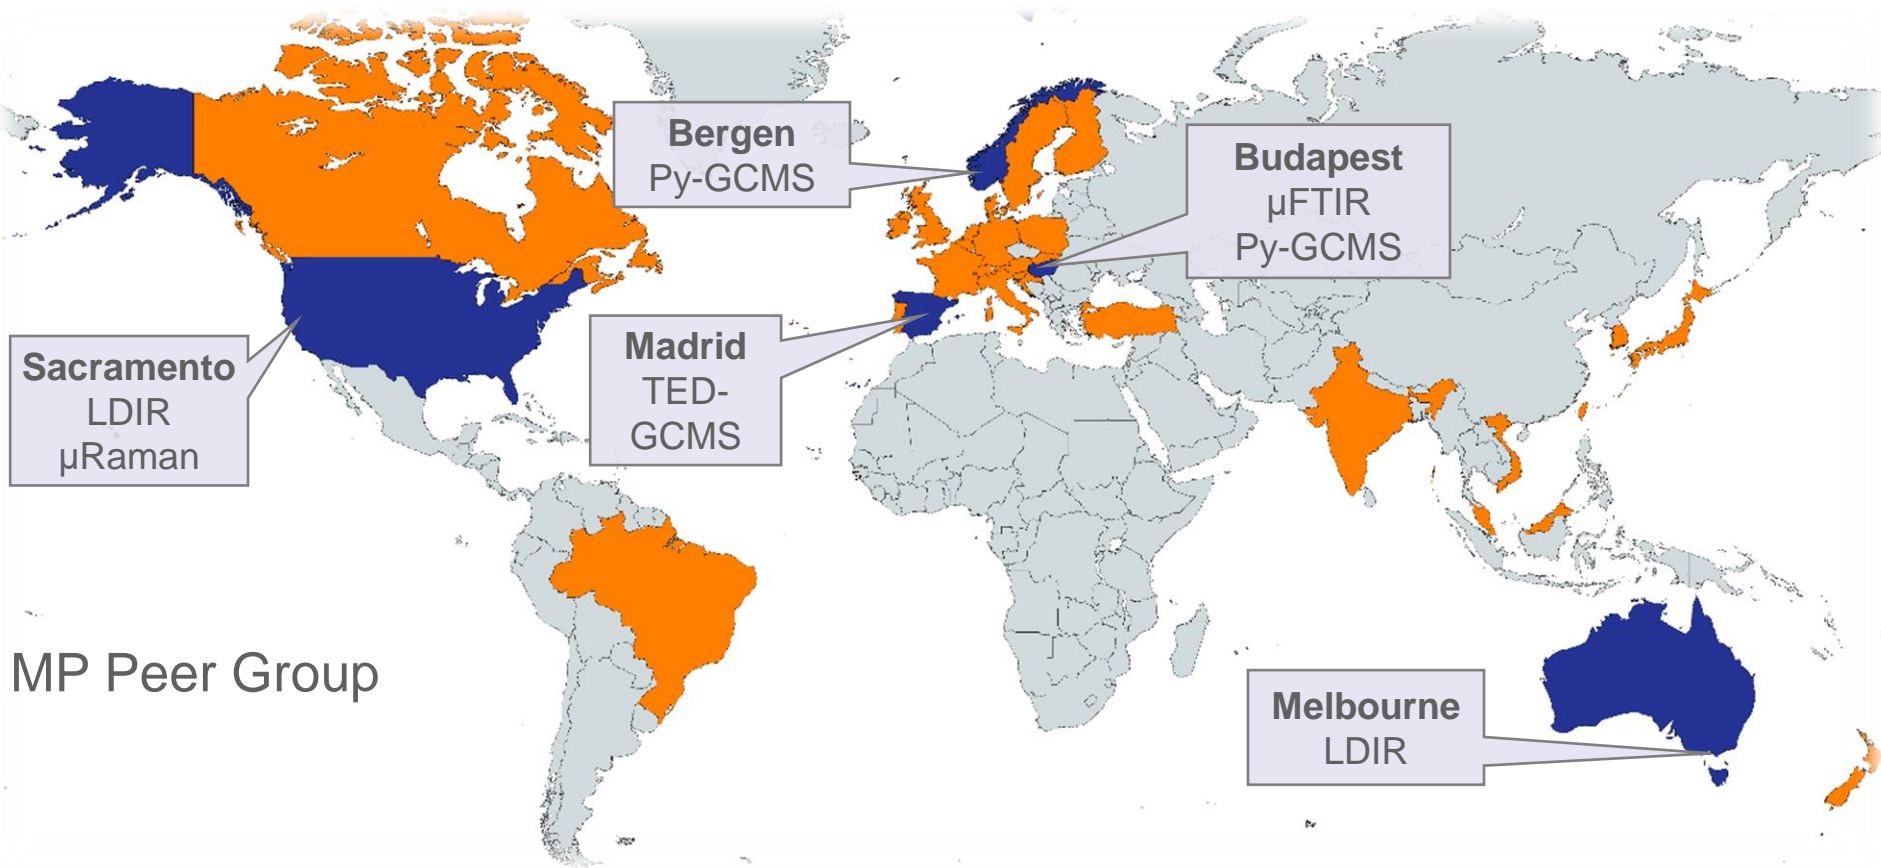 Bergen
Py-GCMS
Budapest
µFTIR
Py-GCMS
Sacramento
LDIR
µRaman
Madrid
TED-
GCMS
MP Peer Group
Melbourne
LDIR